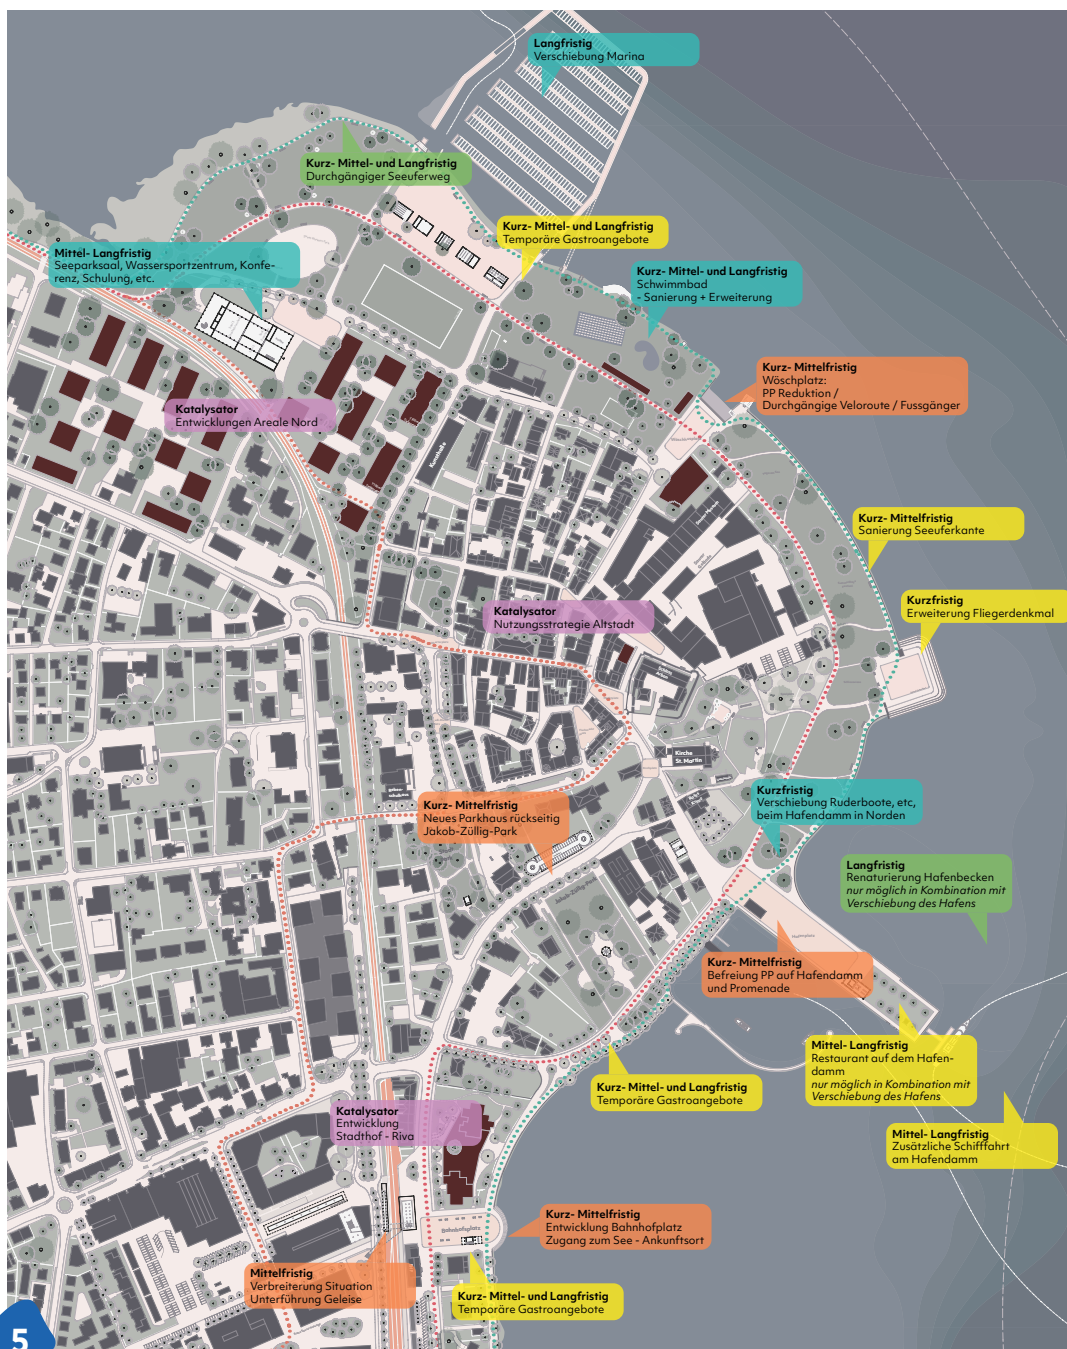 Langfristig
Verschiebung Marina
Kurz- Mittel- und Langfristig
Durchgängiger Seeuferweg
Kurz- Mittel- und Langfristig
Temporäre Gastroangebote
Mittel- Langfristig
Seeparksaal, Wassersportzentrum, Konfe-
renz, Schulung, etc.
Kurz- Mittel- und Langfristig
Schwimmbad
- Sanierung + Erweiterung
Kurz- Mittelfristig
Wöschplatz:
PP Reduktion /
Durchgängige Veloroute / Fussgänger
Katalysator
Entwicklungen Areale Nord
Kunsthalle
Kurz- Mittelfristig
Sanierung Seeuferkante
Kurzfristig
Erweiterung Fliegerdenkmal
Katalysator
Nutzungsstrategie Altstadt
Kirche
St. Martin
Kurzfristig
Verschiebung Ruderboote, etc,
beim Hafendamm in Norden
Kurz- Mittelfristig
Neues Parkhaus rückseitig
Jakob-Züllig-Park
Langfristig
Renaturierung Hafenbecken
nur möglich in Kombination mit
Verschiebung des Hafens
Kurz- Mittelfristig
Befreiung PP auf Hafendamm
und Promenade
Mittel- Langfristig
Restaurant auf dem Hafen-
damm
nur möglich in Kombination mit
Verschiebung des Hafens
Kurz- Mittel- und Langfristig
Temporäre Gastroangebote
Katalysator
Entwicklung
Stadthof - Riva
Mittel- Langfristig
Zusätzliche Schifffahrt
am Hafendamm
Kurz- Mittelfristig
Entwicklung Bahnhofplatz
Zugang zum See - Ankunftsort
Bahnhofplatz
Mittelfristig
Verbreiterung Situation
Unterführung Geleise
Kurz- Mittel- und Langfristig
Temporäre Gastroangebote
5